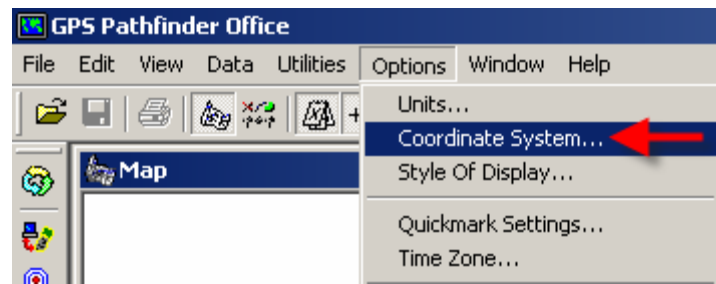 GPS Pathfinder Office
File Edit View Data Utilities Options Window Help
Units...
Coordinate System...
Map
Style Of Display...
Quickmark Settings...
Time Zone...